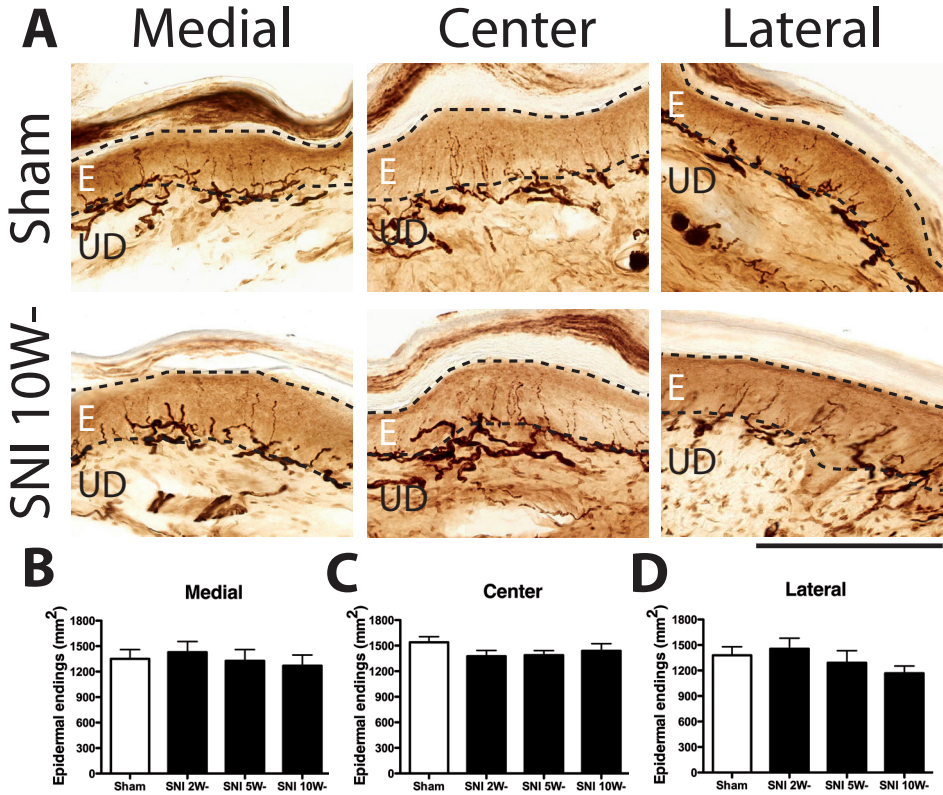 A
Medial
Center
Lateral
Sham
E
UD
E
UD
E
UD
SNI 10W-
E
UD
E
UD
E
UD
B
Medial
Epidermal endings (mm²)
1800
1500
1200
900
600
300
0
Sham
SNI 2W-
SNI 5W-
SNI 10W-
C
Center
Epidermal endings (mm²)
1800
1500
1200
900
600
300
0
Sham
SNI 2W-
SNI 5W-
SNI 10W-
D
Lateral
Epidermal endings (mm²)
1800
1500
1200
900
600
300
0
Sham
SNI 2W-
SNI 5W-
SNI 10W-